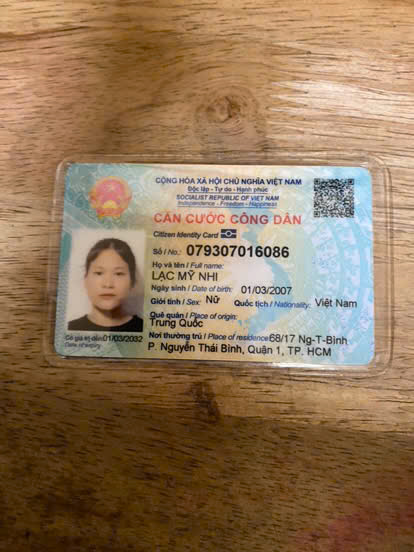 CỘNG HÒA XÃ HỘI CHỦ NGHĨA VIỆT NAM
Độc lập - Tự do - Hạnh phúc
SOCIALIST REPUBLIC OF VIET NAM
Independence - Freedom - Happiness
CĂN CƯỚC CÔNG DÂN
Citizen Identity Card
Số / No.: 079307016086
Họ và tên / Full name:
LẠC MỸ NHI
Ngày sinh / Date of birth: 01/03/2007
Giới tính / Sex: Nữ Quốc tịch / Nationality: Việt Nam
Quê quán / Place of origin:
Trung Quốc
Nơi thường trú / Place of residence: 68/17 Ng-T-Bình
P. Nguyễn Thái Bình, Quận 1, TP. HCM
Có giá trị đến: 01/03/2032
Date of expiry